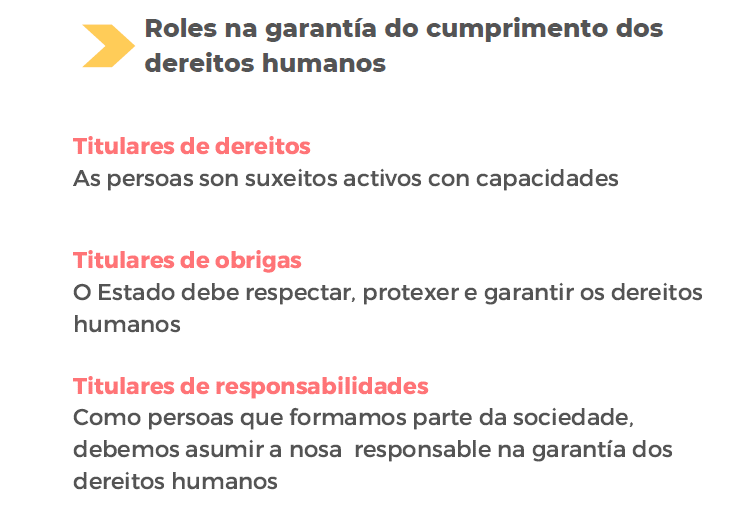 Roles na garantía do cumprimento dos
dereitos humanos
Titulares de dereitos
As persoas son suxeitos activos con capacidades
Titulares de obrigas
O Estado debe respectar, protexer e garantir os dereitos
humanos
Titulares de responsabilidades
Como persoas que formamos parte da sociedade,
debemos asumir a nosa  responsable na garantía dos
dereitos humanos